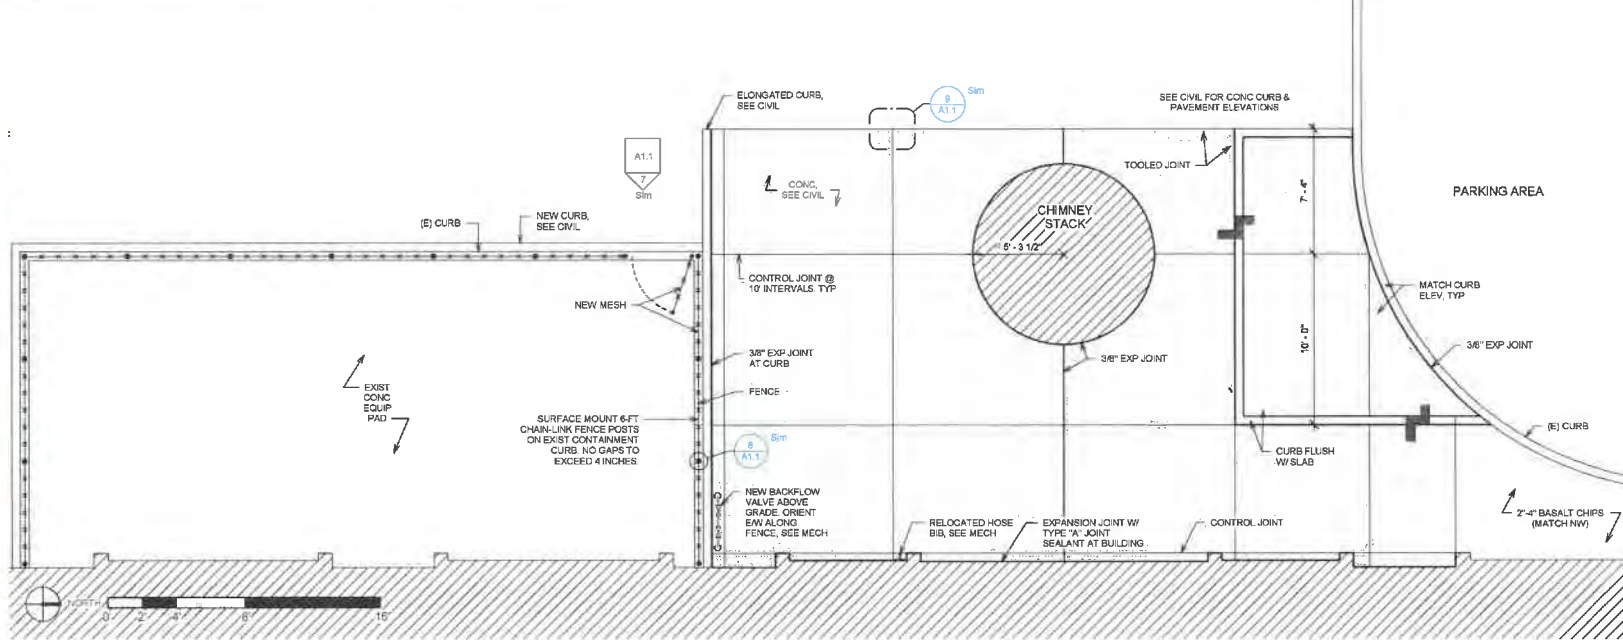 ELONGATED CURB,
SEE CIVIL
9
A1.1
Sim
SEE CIVIL FOR CONC CURB &
PAVEMENT ELEVATIONS
A1.1
7
Sim
TOOLED JOINT
CONC,
SEE CIVIL
7' - 4"
PARKING AREA
(E) CURB
NEW CURB,
SEE CIVIL
CHIMNEY
STACK
5' - 3 1/2"
CONTROL JOINT @
10' INTERVALS, TYP
NEW MESH
MATCH CURB
ELEV, TYP
3/8" EXP JOINT
AT CURB
3/8" EXP JOINT
10' - 0"
3/8" EXP JOINT
EXIST
CONC
EQUIP
PAD
FENCE
SURFACE MOUNT 6-FT
CHAIN-LINK FENCE POSTS
ON EXIST CONTAINMENT
CURB. NO GAPS TO
EXCEED 4 INCHES.
8
A1.1
Sim
(E) CURB
CURB FLUSH
W/ SLAB
NEW BACKFLOW
VALVE ABOVE
GRADE. ORIENT
E/W ALONG
FENCE, SEE MECH
RELOCATED HOSE
BIB, SEE MECH
EXPANSION JOINT W/
TYPE "A" JOINT
SEALANT AT BUILDING
CONTROL JOINT
2"-4" BASALT CHIPS
(MATCH NW)
NORTH
0 2' 4' 8' 16'